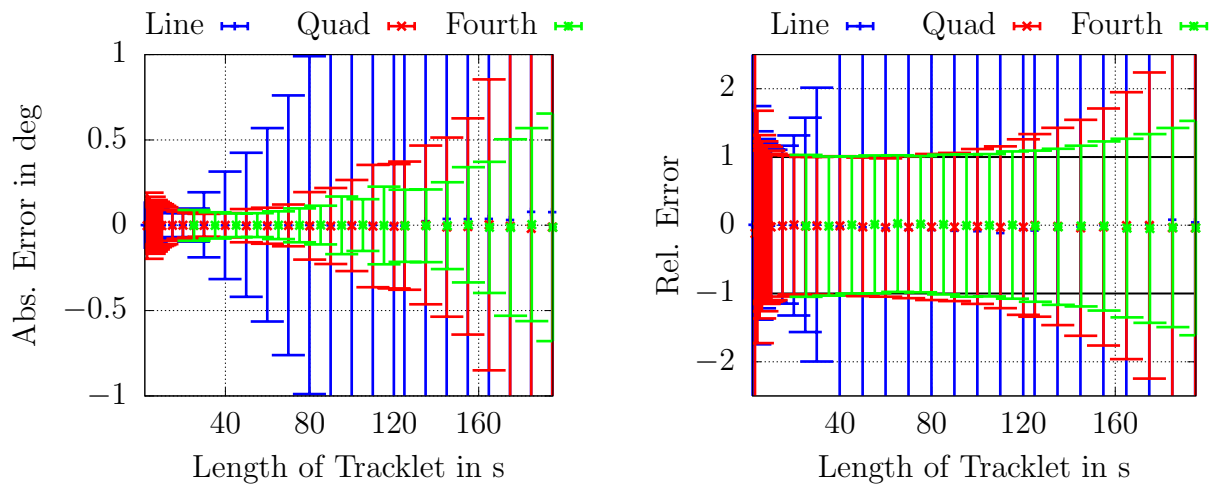 Line Quad Fourth
1
0.5
0
−0.5
−1
40 80 120 160
Abs. Error in deg
Length of Tracklet in s
Line Quad Fourth
2
1
0
−1
−2
40 80 120 160
Rel. Error
Length of Tracklet in s